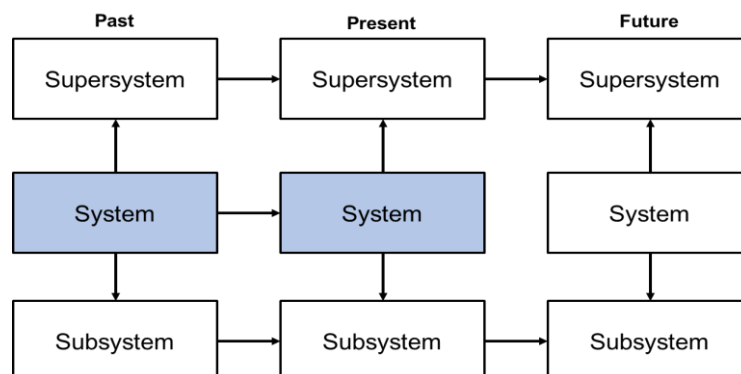 Past
Present
Future
Supersystem
Supersystem
Supersystem
System
System
System
Subsystem
Subsystem
Subsystem